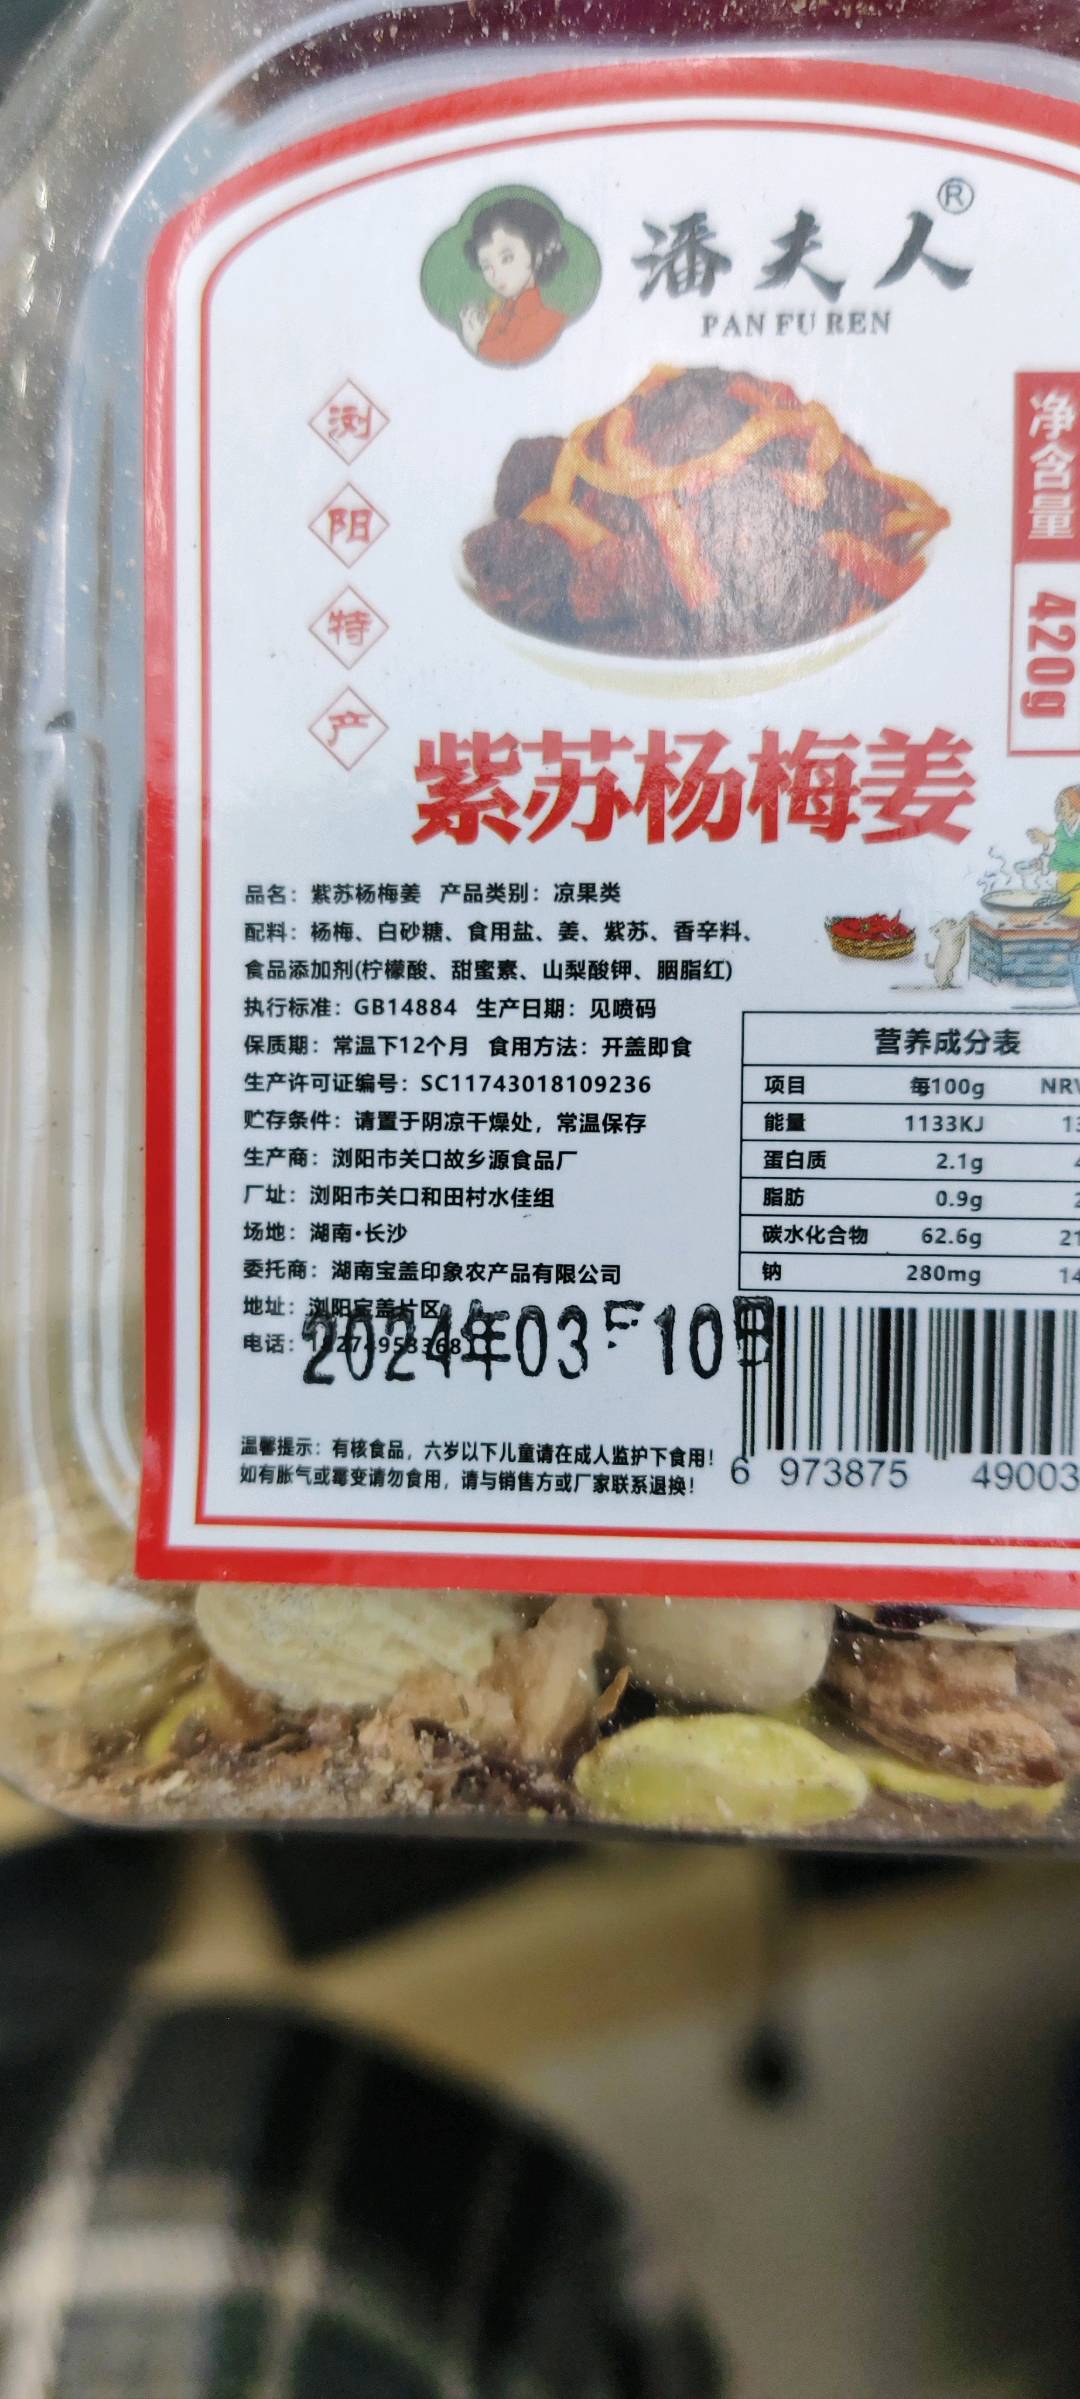 潘夫人®
PAN FU REN
浏阳特产
净含量
420g
紫苏杨梅姜
品名：紫苏杨梅姜 产品类别：凉果类
配料：杨梅、白砂糖、食用盐、姜、紫苏、香辛料、
食品添加剂(柠檬酸、甜蜜素、山梨酸钾、胭脂红)
执行标准：GB14884 生产日期：见喷码
保质期：常温下12个月 食用方法：开盖即食
生产许可证编号：SC11743018109236
贮存条件：请置于阴凉干燥处，常温保存
生产商：浏阳市关口故乡源食品厂
厂址：浏阳市关口和田村水佳组
场地：湖南·长沙
委托商：湖南宝盖印象农产品有限公司
地址：浏阳宝盖片区
电话：
2024年03 10日
温馨提示：有核食品，六岁以下儿童请在成人监护下食用！
如有胀气或霉变请勿食用，请与销售方或厂家联系退换！
营养成分表
项目 每100g NRV
能量 1133KJ 13
蛋白质 2.1g
脂肪 0.9g 2
碳水化合物 62.6g 21
钠 280mg 14
6 973875 49003